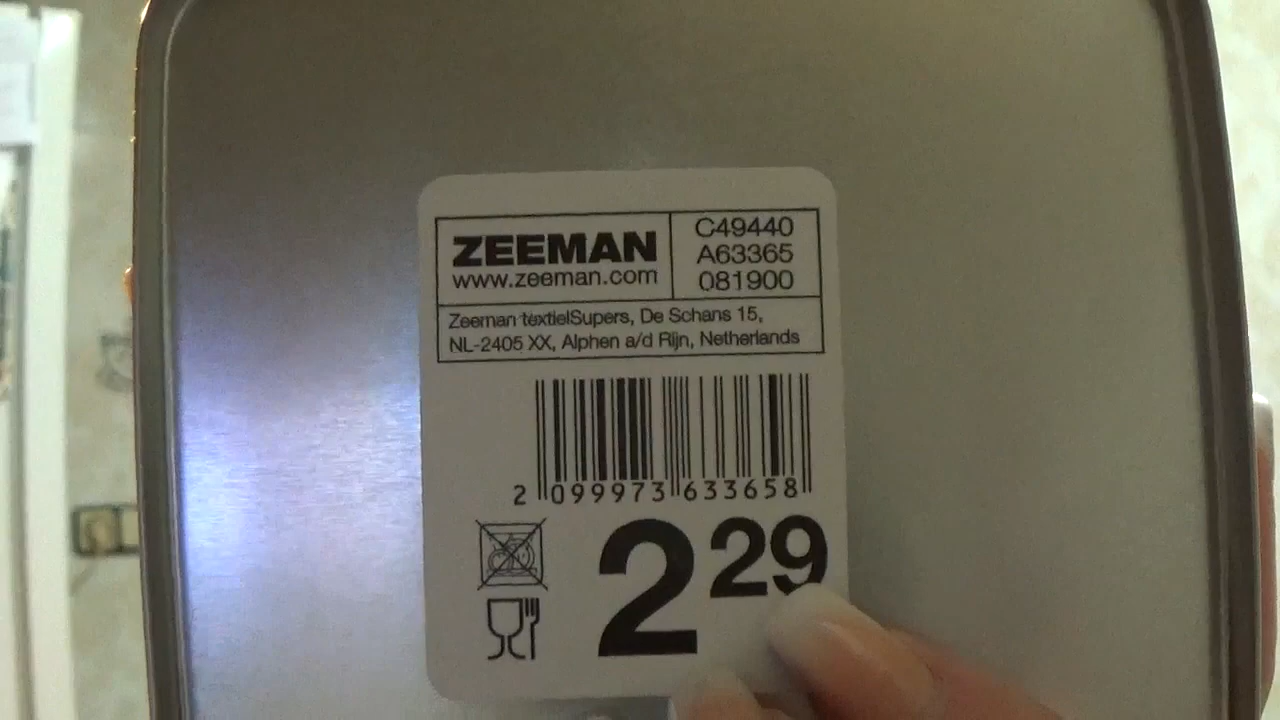 ZEEMAN
www.zeeman.com
C49440
A63365
081900
Zeeman textielSupers, De Schans 15,
NL-2405 XX, Alphen a/d Rijn, Netherlands
2 099973 633658
2 29